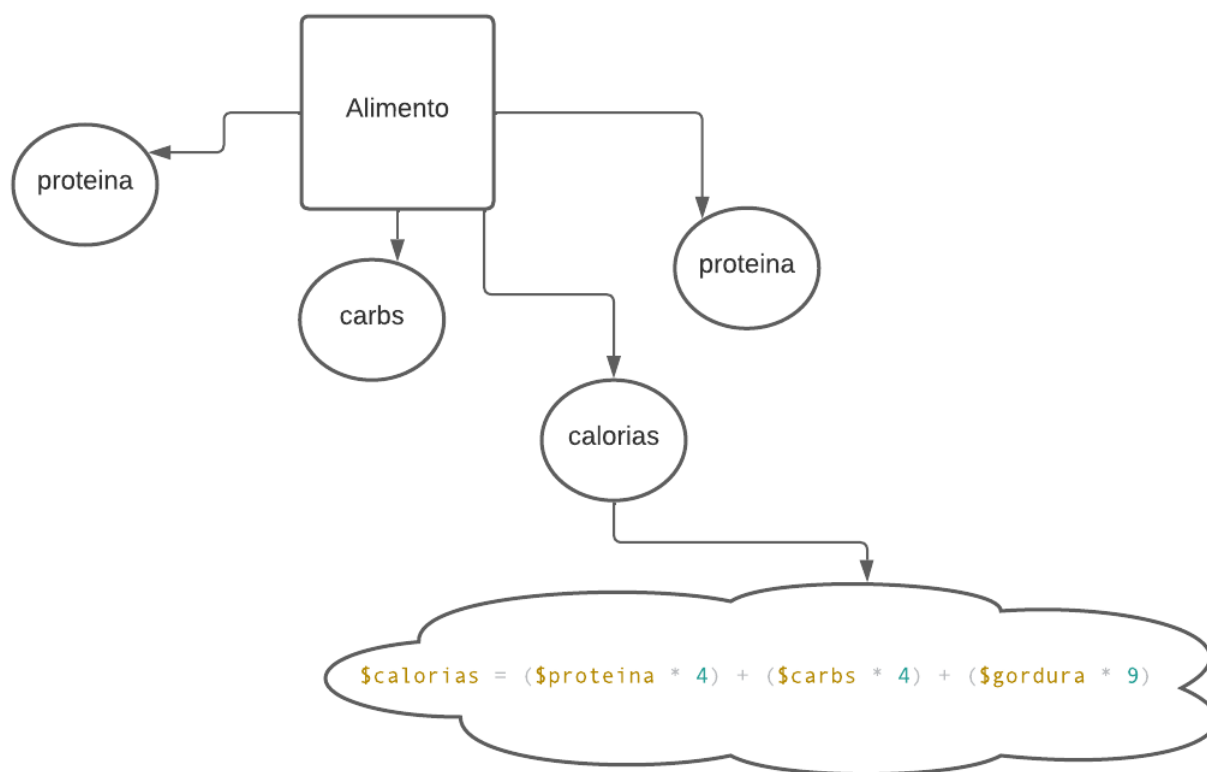 Alimento
proteina
proteina
carbs
calorias
$calorias = ($proteina * 4) + ($carbs * 4) + ($gordura * 9)